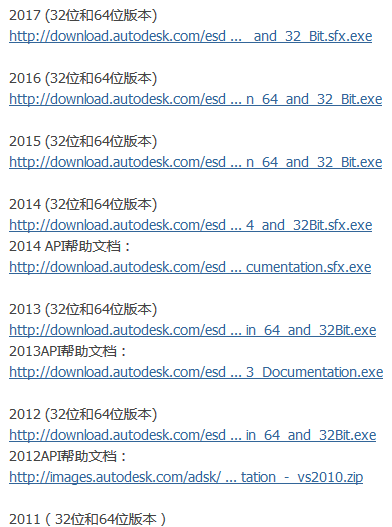 2017 (32位和64位版本)
http://download.autodesk.com/esd ... _and_32_Bit.sfx.exe
2016 (32位和64位版本)
http://download.autodesk.com/esd ... n_64_and_32_Bit.exe
2015 (32位和64位版本)
http://download.autodesk.com/esd ... n_64_and_32_Bit.exe
2014 (32位和64位版本)
http://download.autodesk.com/esd ... 4_and_32Bit.sfx.exe
2014 API帮助文档：
http://download.autodesk.com/esd ... cumentation.sfx.exe
2013 (32位和64位版本)
http://download.autodesk.com/esd ... in_64_and_32Bit.exe
2013API帮助文档：
http://download.autodesk.com/esd ... 3_Documentation.exe
2012 (32位和64位版本)
http://download.autodesk.com/esd ... in_64_and_32Bit.exe
2012API帮助文档：
http://images.autodesk.com/adsk/ ... tation_-_vs2010.zip
2011（32位和64位版本）